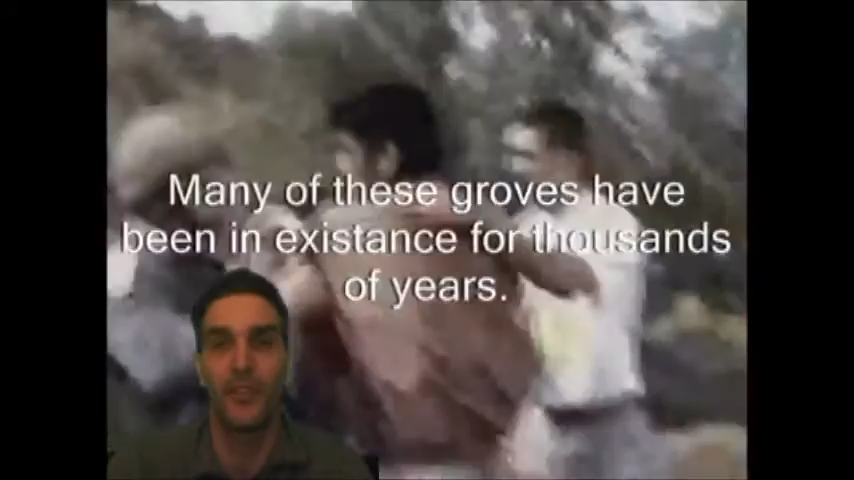 Many of these groves have
been in existance for thousands
of years.